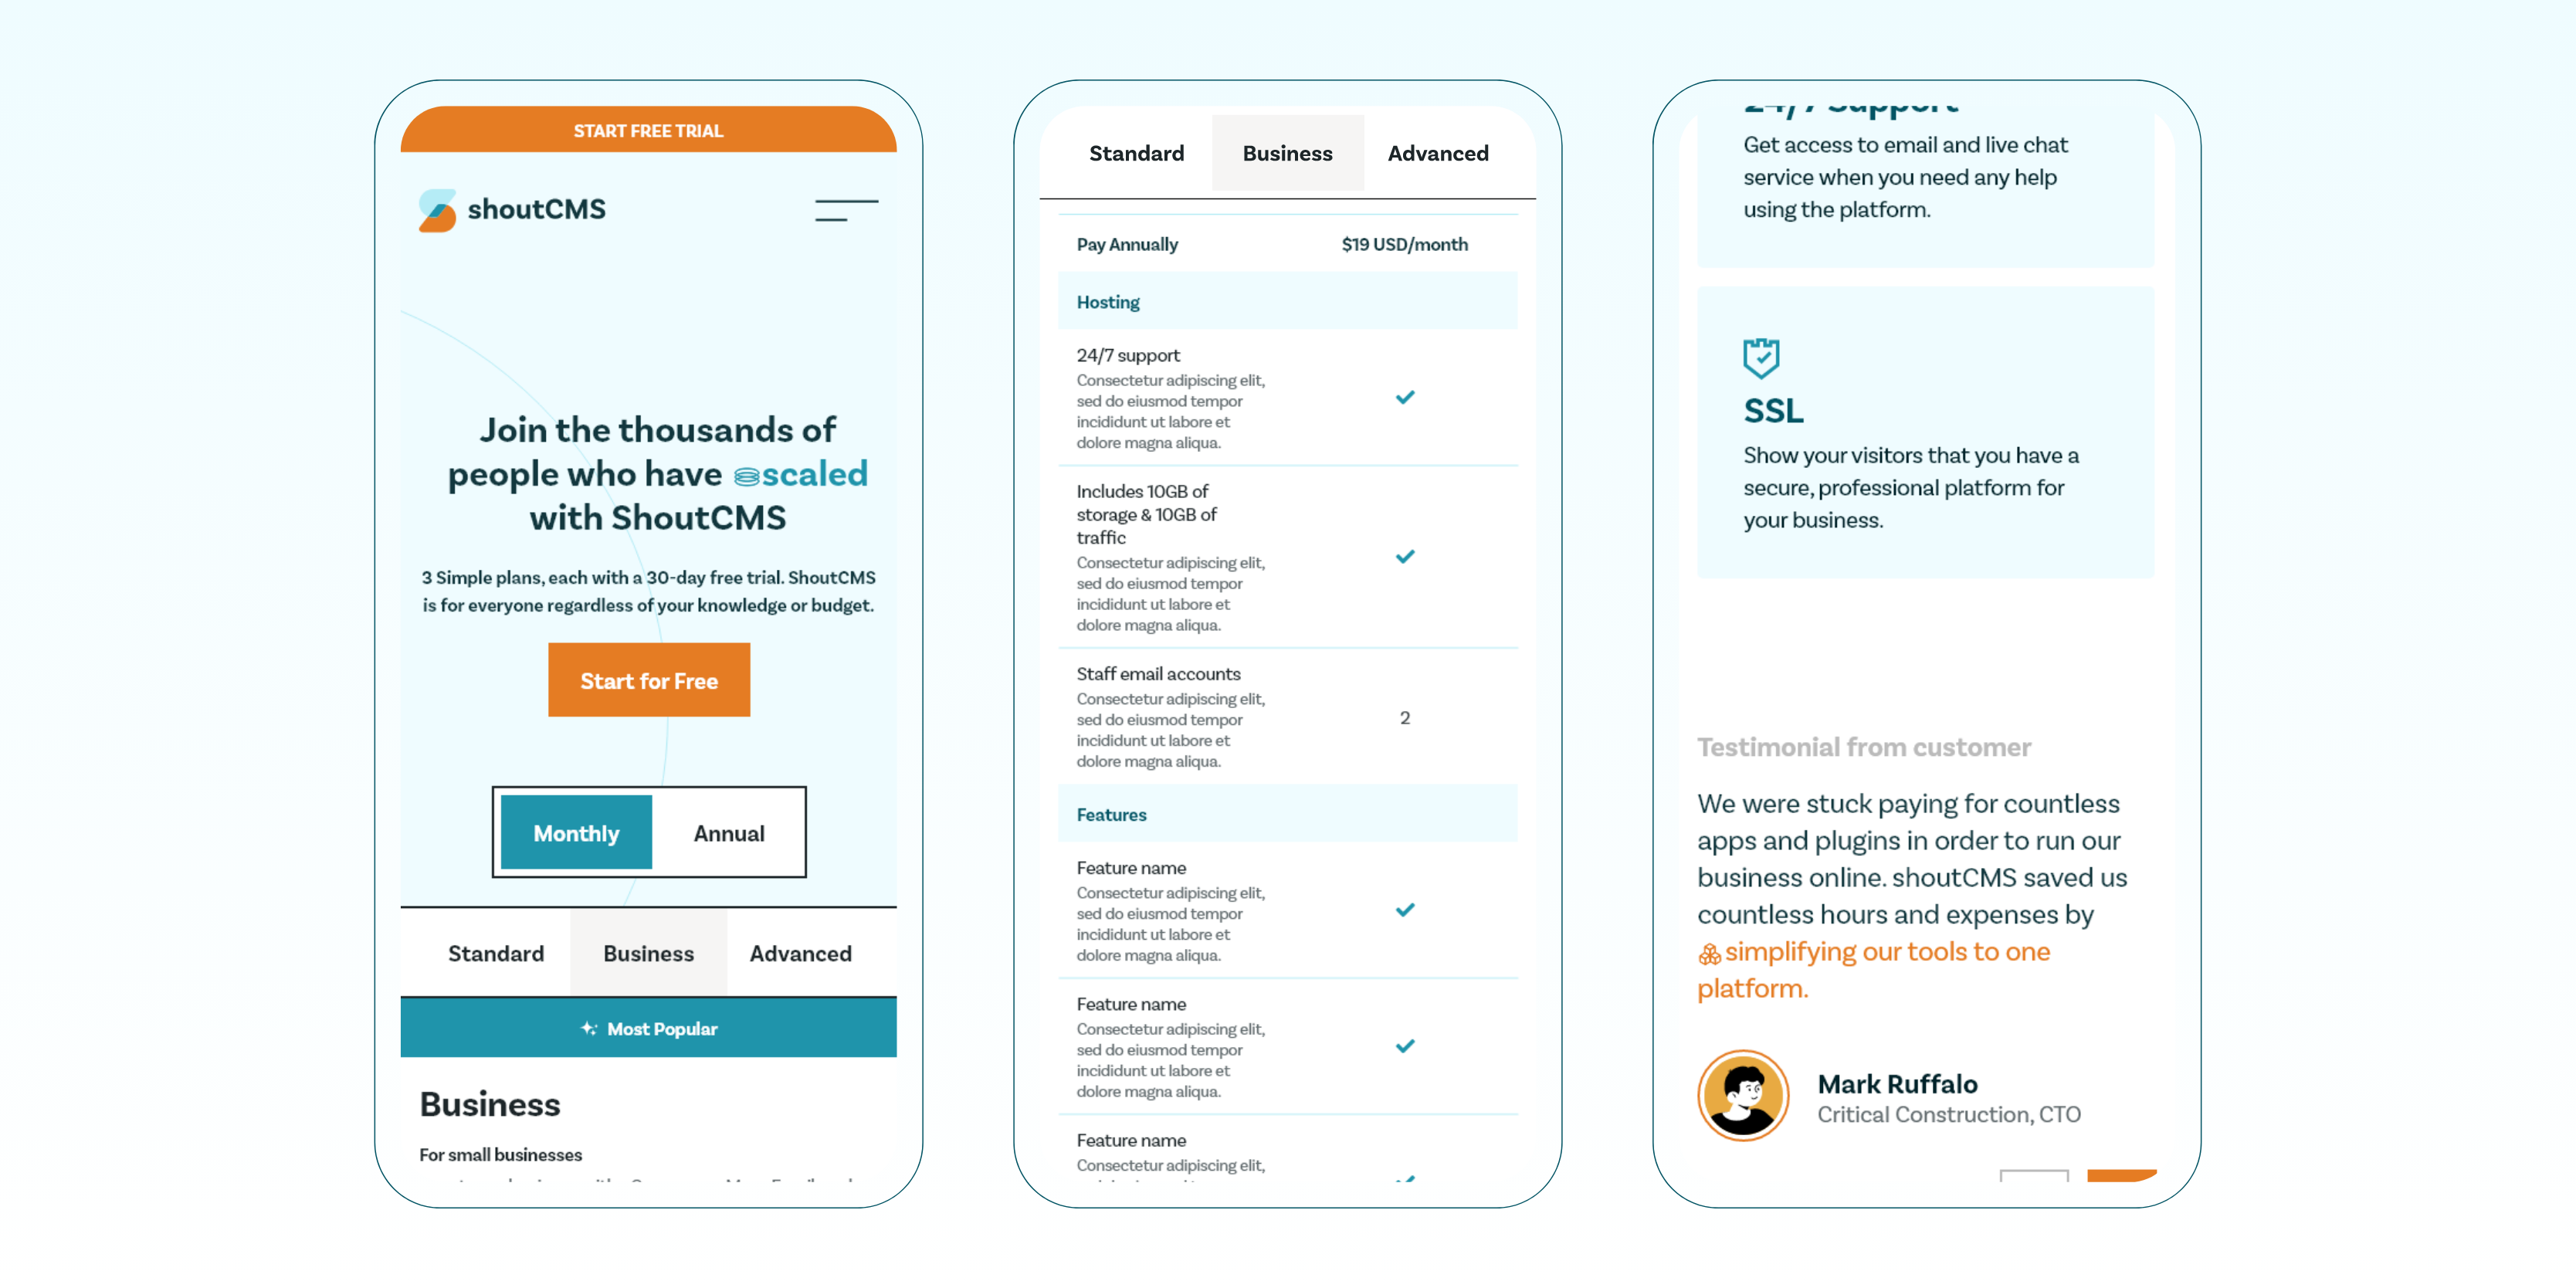 START FREE TRIAL
shoutCMS
Join the thousands of
people who have scaled
with ShoutCMS
3 Simple plans, each with a 30-day free trial. ShoutCMS
is for everyone regardless of your knowledge or budget.
Start for Free
Monthly Annual
Standard Business Advanced
Most Popular
Business
For small businesses
Standard Business Advanced
Pay Annually $19 USD/month
Hosting
24/7 support
Consectetur adipiscing elit,
sed do eiusmod tempor
incididunt ut labore et
dolore magna aliqua.
Includes 10GB of
storage & 10GB of
traffic
Consectetur adipiscing elit,
sed do eiusmod tempor
incididunt ut labore et
dolore magna aliqua.
Staff email accounts
Consectetur adipiscing elit,
sed do eiusmod tempor
incididunt ut labore et
dolore magna aliqua.
2
Features
Feature name
Consectetur adipiscing elit,
sed do eiusmod tempor
incididunt ut labore et
dolore magna aliqua.
Feature name
Consectetur adipiscing elit,
sed do eiusmod tempor
incididunt ut labore et
dolore magna aliqua.
Feature name
Consectetur adipiscing elit,
24/7 Support
Get access to email and live chat
service when you need any help
using the platform.
SSL
Show your visitors that you have a
secure, professional platform for
your business.
Testimonial from customer
We were stuck paying for countless
apps and plugins in order to run our
business online. shoutCMS saved us
countless hours and expenses by
simplifying our tools to one
platform.
Mark Ruffalo
Critical Construction, CTO